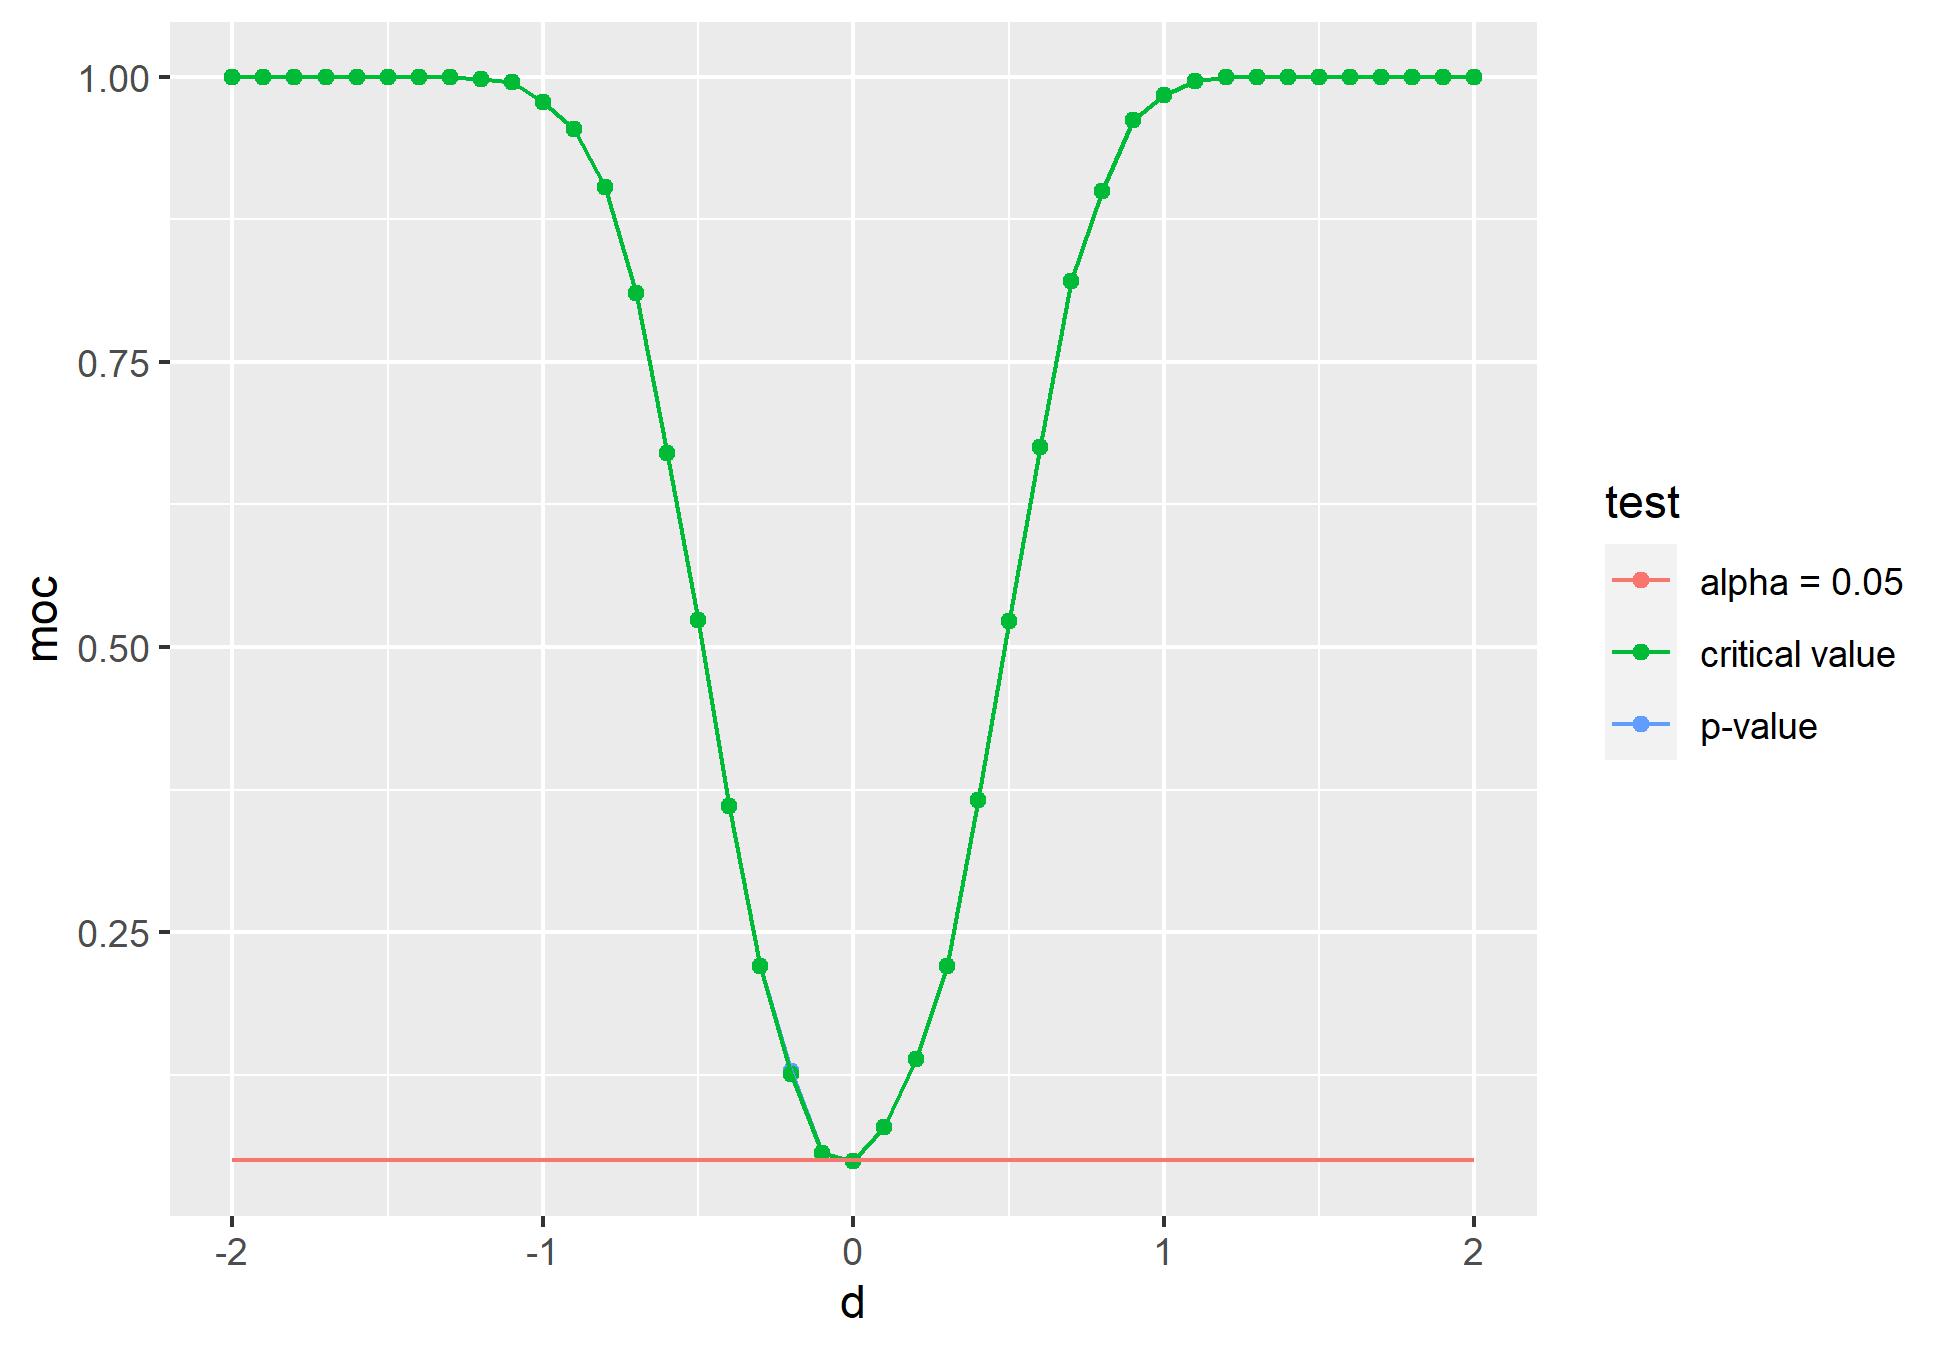 1.00
0.75
0.50
0.25
moc
-2
-1
0
1
2
d
test
alpha = 0.05
critical value
p-value